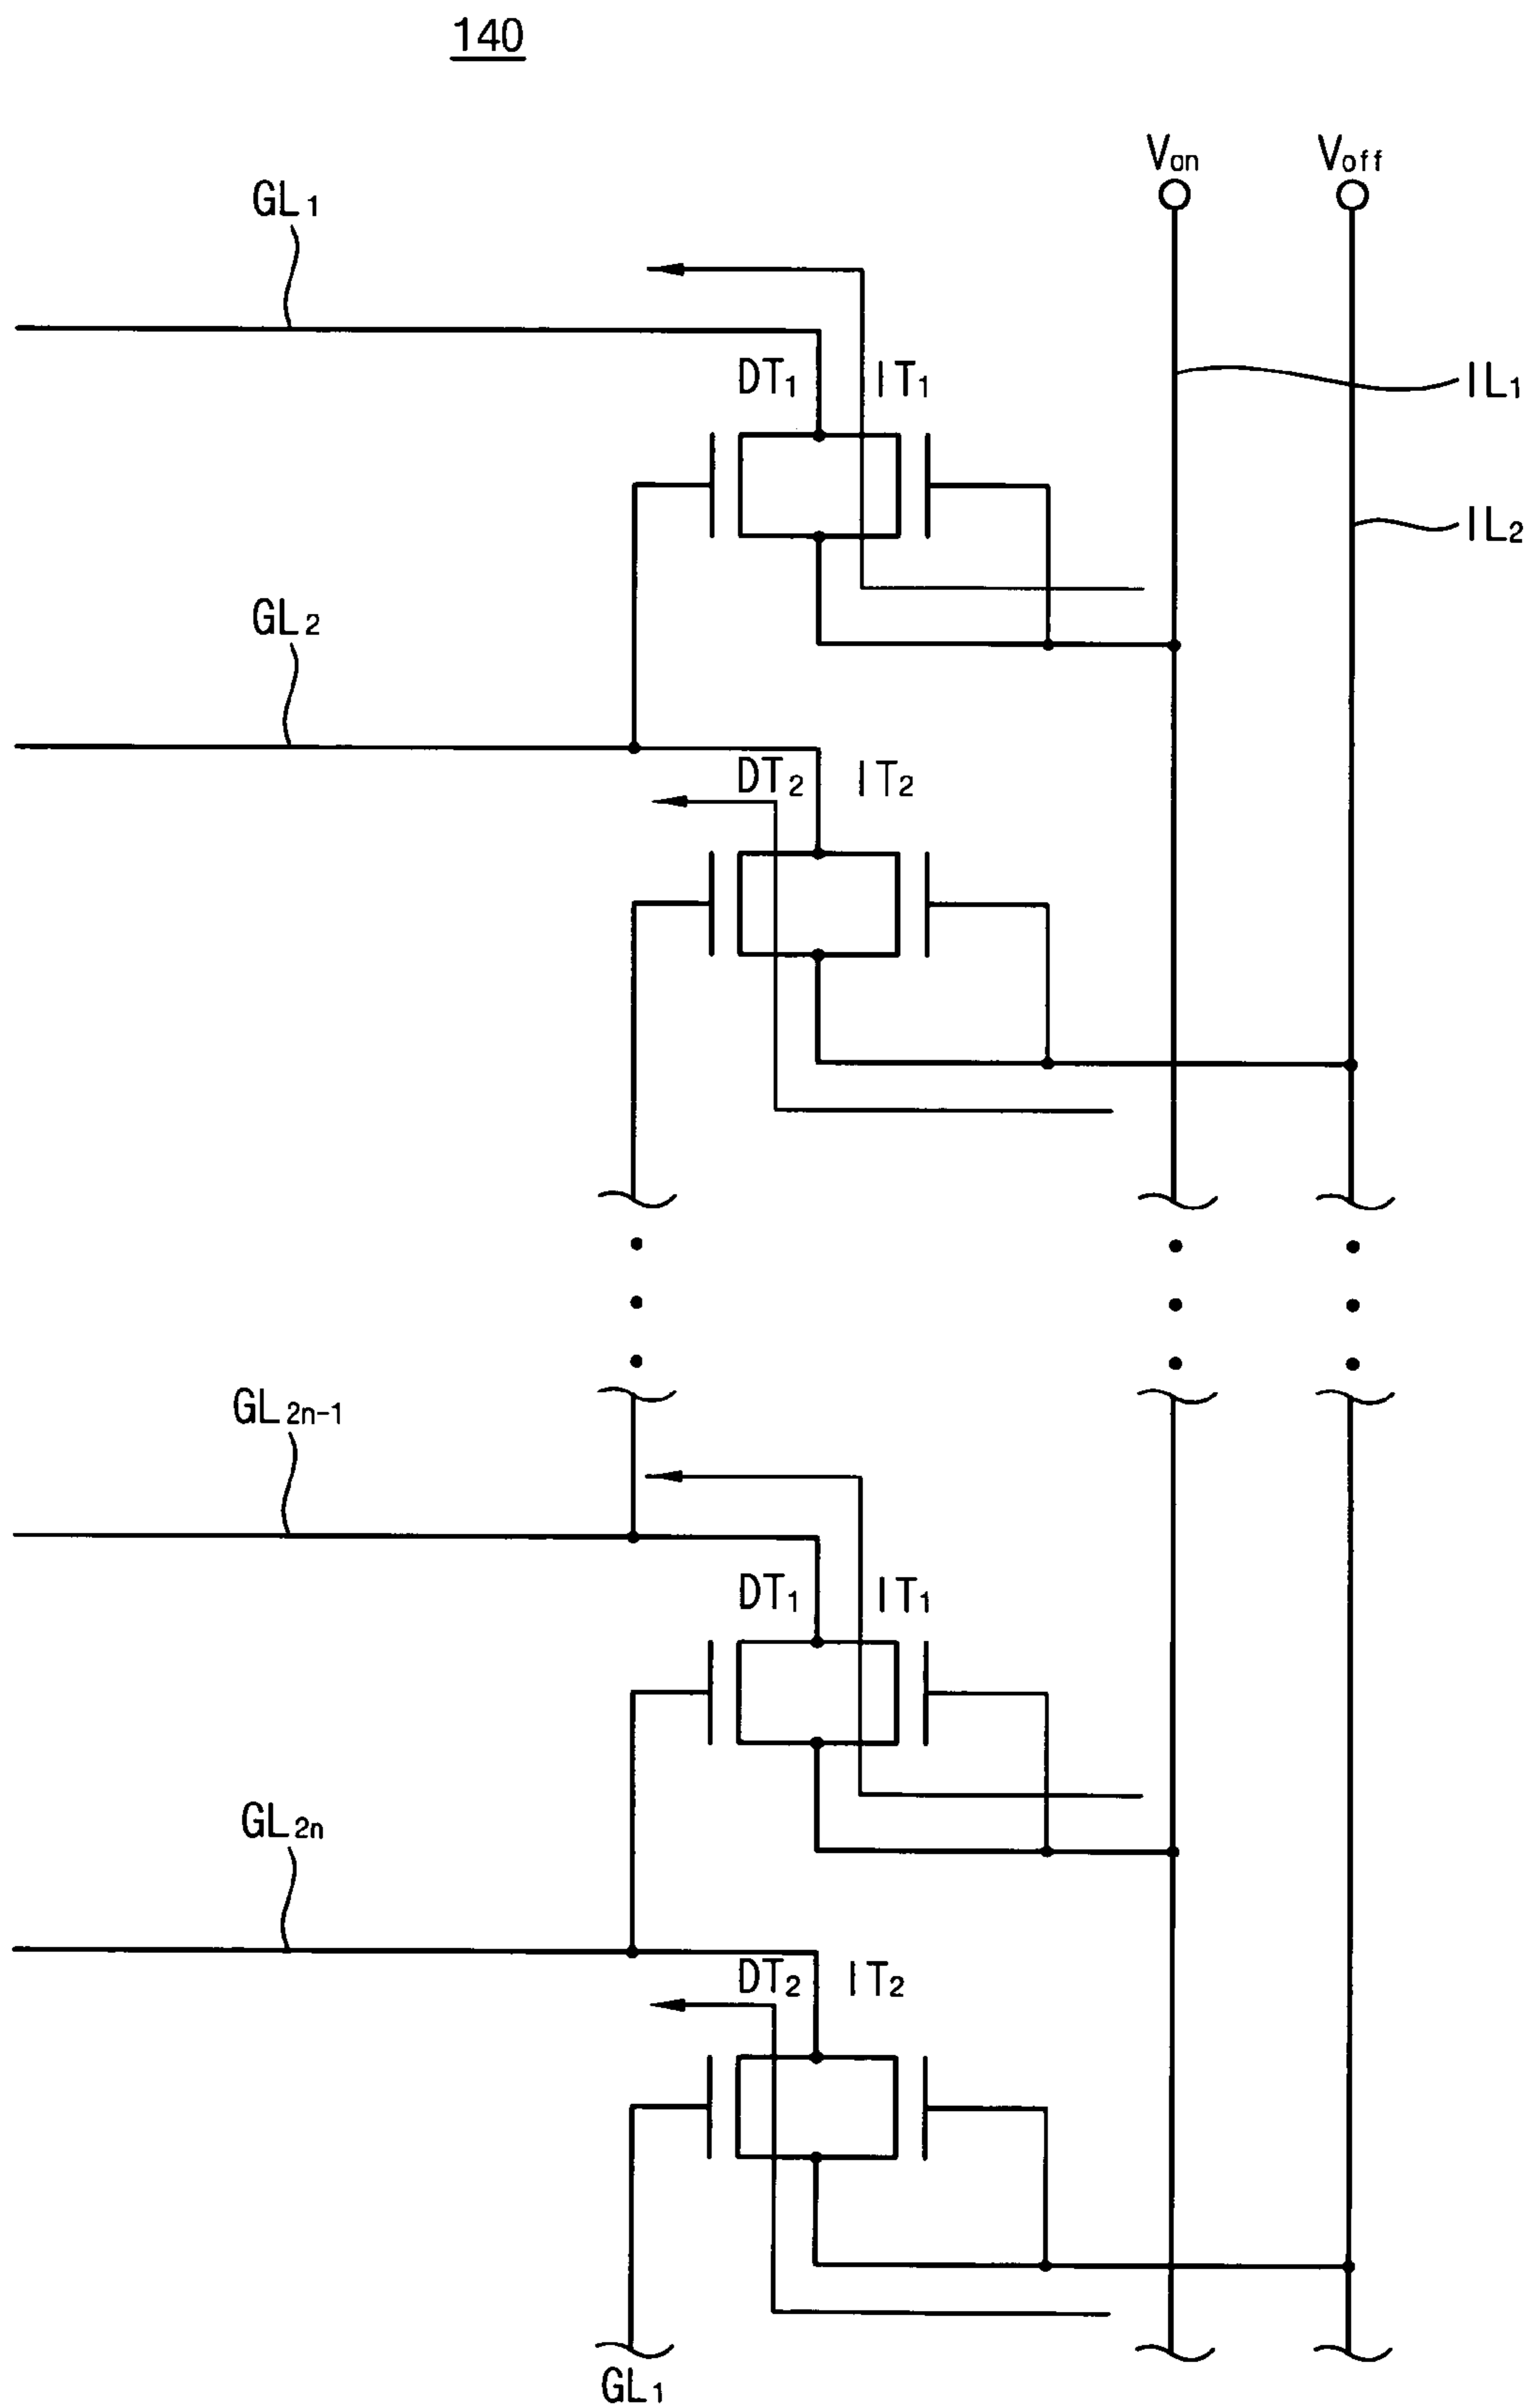 140
Von Voff
GL1
DT1 IT1
IL1
IL2
GL2
DT2 IT2
GL2n-1
DT1 IT1
GL2n
DT2 IT2
GL1